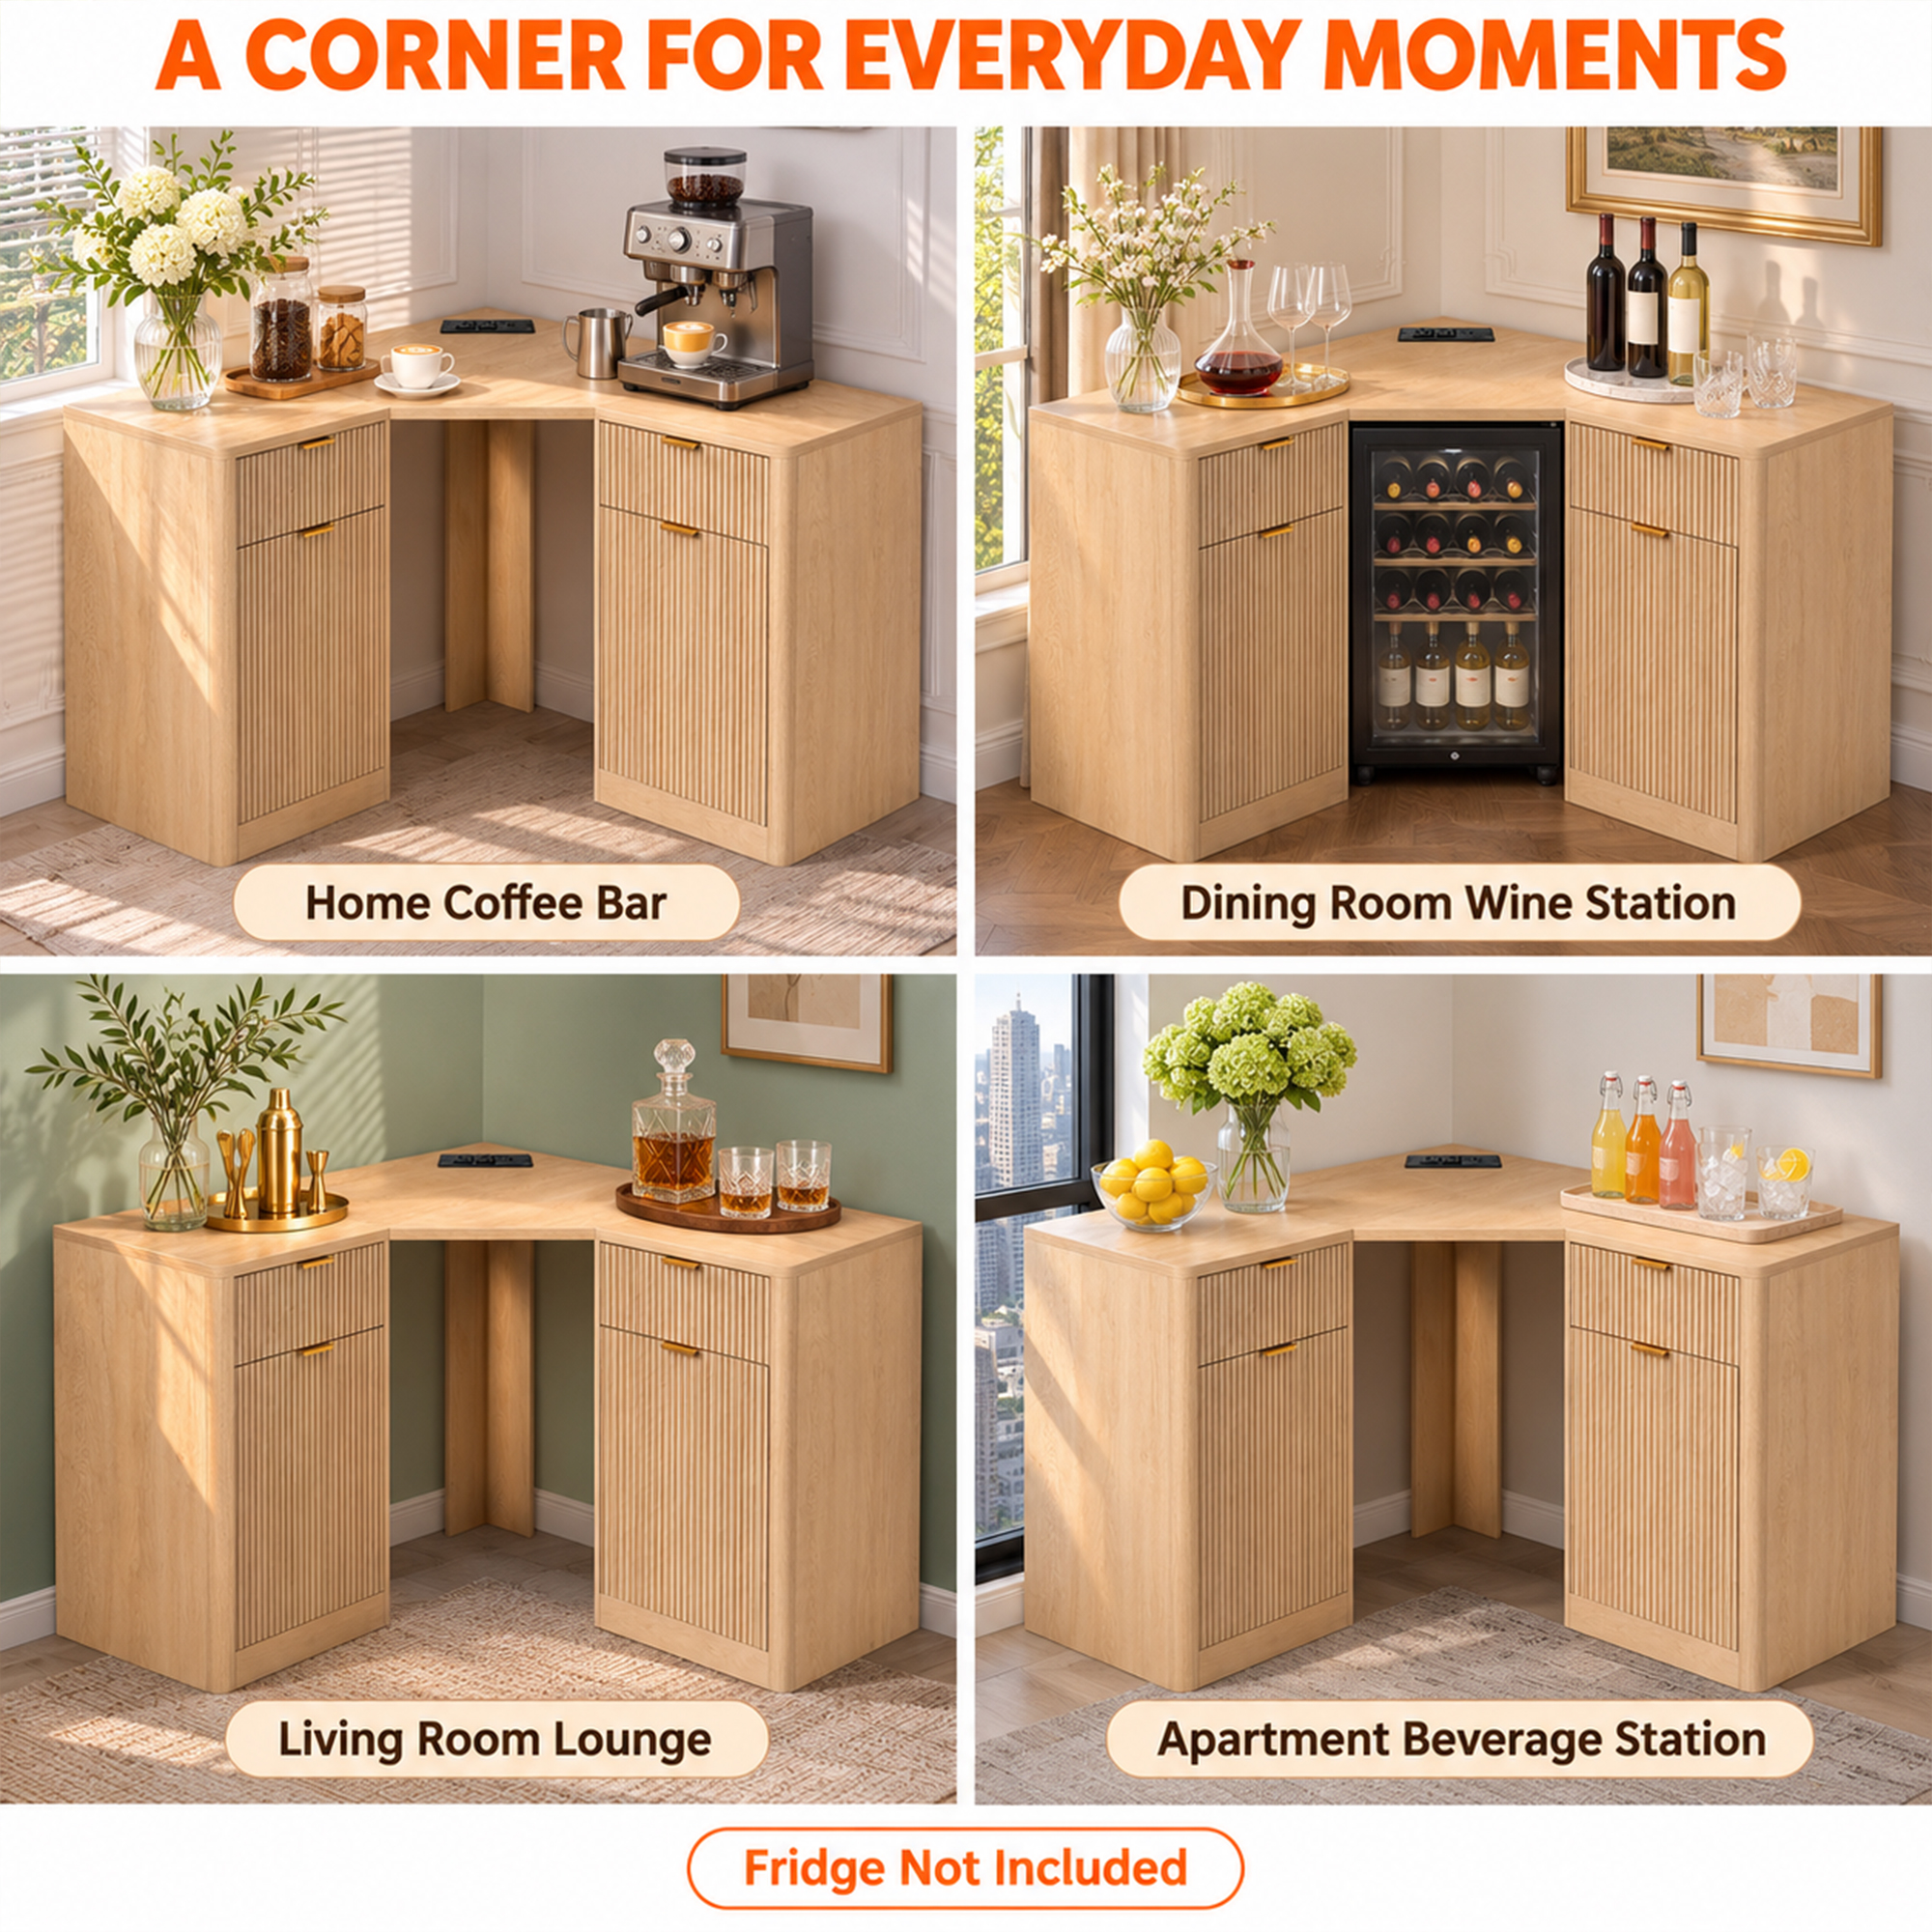 A CORNER FOR EVERYDAY MOMENTS
Home Coffee Bar
Dining Room Wine Station
Living Room Lounge
Apartment Beverage Station
Fridge Not Included